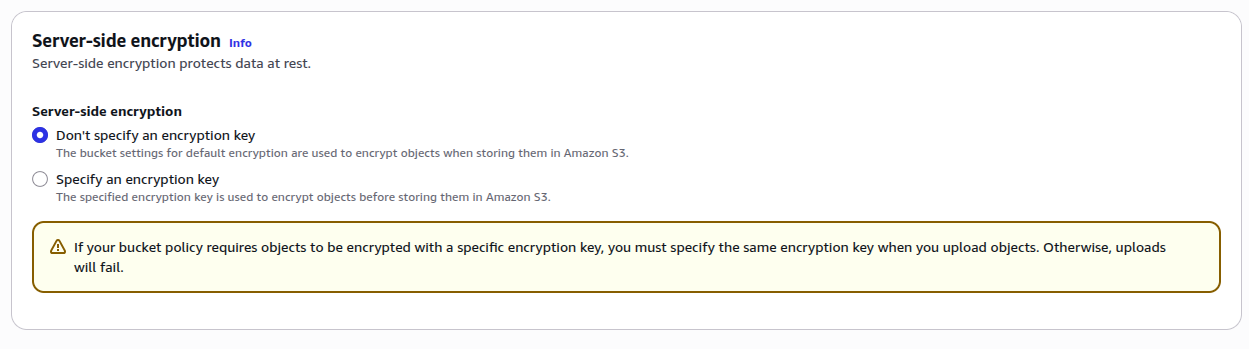 Server-side encryption Info
Server-side encryption protects data at rest.
Server-side encryption
Don't specify an encryption key
The bucket settings for default encryption are used to encrypt objects when storing them in Amazon S3.
Specify an encryption key
The specified encryption key is used to encrypt objects before storing them in Amazon S3.
If your bucket policy requires objects to be encrypted with a specific encryption key, you must specify the same encryption key when you upload objects. Otherwise, uploads
will fail.